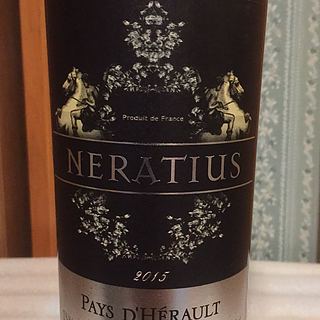 Produit de France
NERATIUS
2015
PAYS D'HÉRAULT